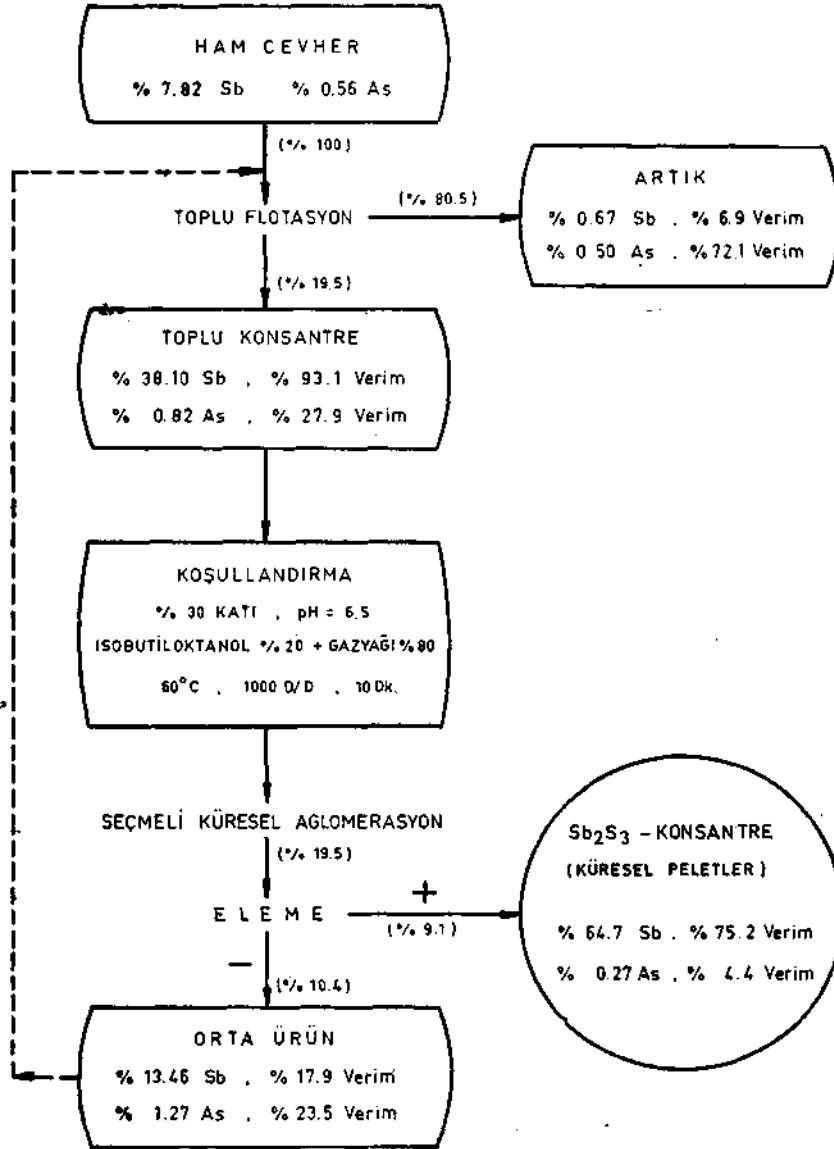 HAM CEVHER
% 7.82 Sb % 0.56 As
(% 100)
TOPLU FLOTASYON
(% 80.5)
ARTIK
% 0.67 Sb . % 6.9 Verim
% 0.50 As . % 72.1 Verim
(% 19.5)
TOPLU KONSANTRE
% 38.10 Sb , % 93.1 Verim
% 0.82 As , % 27.9 Verim
KOŞULLANDIRMA
% 30 KATI , pH = 6.5
ISOBUTİLOKTANOL % 20 + GAZYAĞI % 80
60°C , 1000 D/D , 10 Dk.
SEÇMELİ KÜRESEL AGLOMERASYON
(% 19.5)
ELEME
+
(% 9.1)
Sb2S3 - KONSANTRE
(KÜRESEL PELETLER)
% 64.7 Sb . % 75.2 Verim
% 0.27 As , % 4.4 Verim
−
(% 10.4)
ORTA ÜRÜN
% 13.46 Sb , % 17.9 Verim
% 1.27 As , % 23.5 Verim